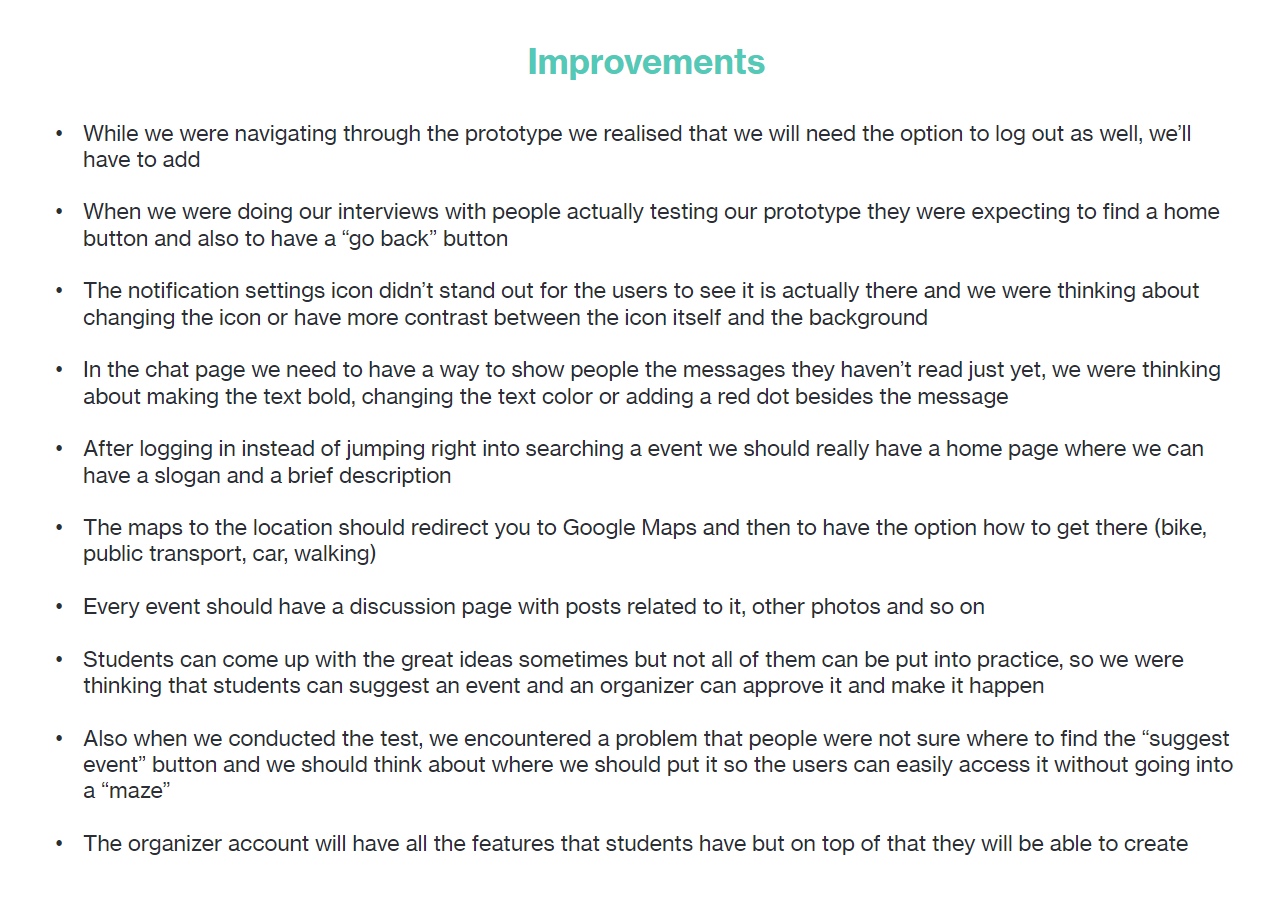 Improvements
• While we were navigating through the prototype we realised that we will need the option to log out as well, we’ll
have to add
• When we were doing our interviews with people actually testing our prototype they were expecting to find a home
button and also to have a “go back” button
• The notification settings icon didn’t stand out for the users to see it is actually there and we were thinking about
changing the icon or have more contrast between the icon itself and the background
• In the chat page we need to have a way to show people the messages they haven’t read just yet, we were thinking
about making the text bold, changing the text color or adding a red dot besides the message
• After logging in instead of jumping right into searching a event we should really have a home page where we can
have a slogan and a brief description
• The maps to the location should redirect you to Google Maps and then to have the option how to get there (bike,
public transport, car, walking)
• Every event should have a discussion page with posts related to it, other photos and so on
• Students can come up with the great ideas sometimes but not all of them can be put into practice, so we were
thinking that students can suggest an event and an organizer can approve it and make it happen
• Also when we conducted the test, we encountered a problem that people were not sure where to find the “suggest
event” button and we should think about where we should put it so the users can easily access it without going into
a “maze”
• The organizer account will have all the features that students have but on top of that they will be able to create